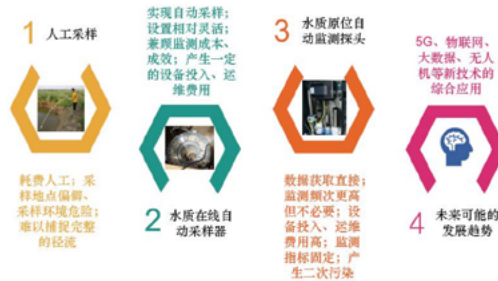 1 人工采样
耗费人工；采
样地点偏僻、
采样环境危险；
难以捕捉完整
的径流
实现自动采样；
设置相对灵活；
兼顾监测成本、
成效；产生一定
的设备投入、运
维费用
2 水质在线自
动采样器
3 水质原位自
动监测探头
数据获取直接；
监测频次更高
但不必要；设
备投入、运维
费用高；监测
指标固定；产
生二次污染
5G、物联网、
大数据、无人
机等新技术的
综合应用
4 未来可能的
发展趋势